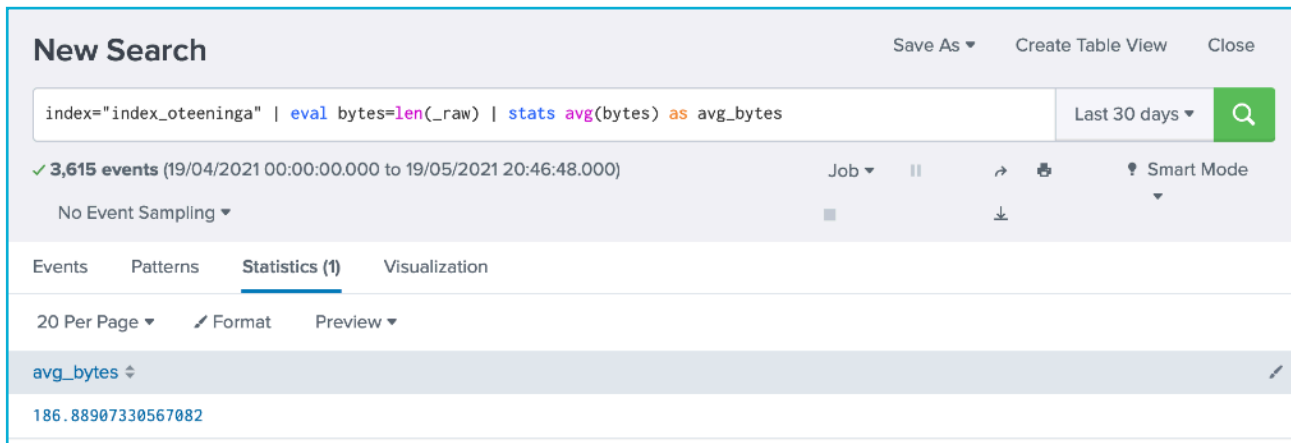 New Search
Save As Create Table View Close
index="index_oteeninga" | eval bytes=len(_raw) | stats avg(bytes) as avg_bytes
Last 30 days
3,615 events (19/04/2021 00:00:00.000 to 19/05/2021 20:46:48.000)
Job
Smart Mode
No Event Sampling
Events Patterns Statistics (1) Visualization
20 Per Page Format Preview
avg_bytes
186.88907330567082